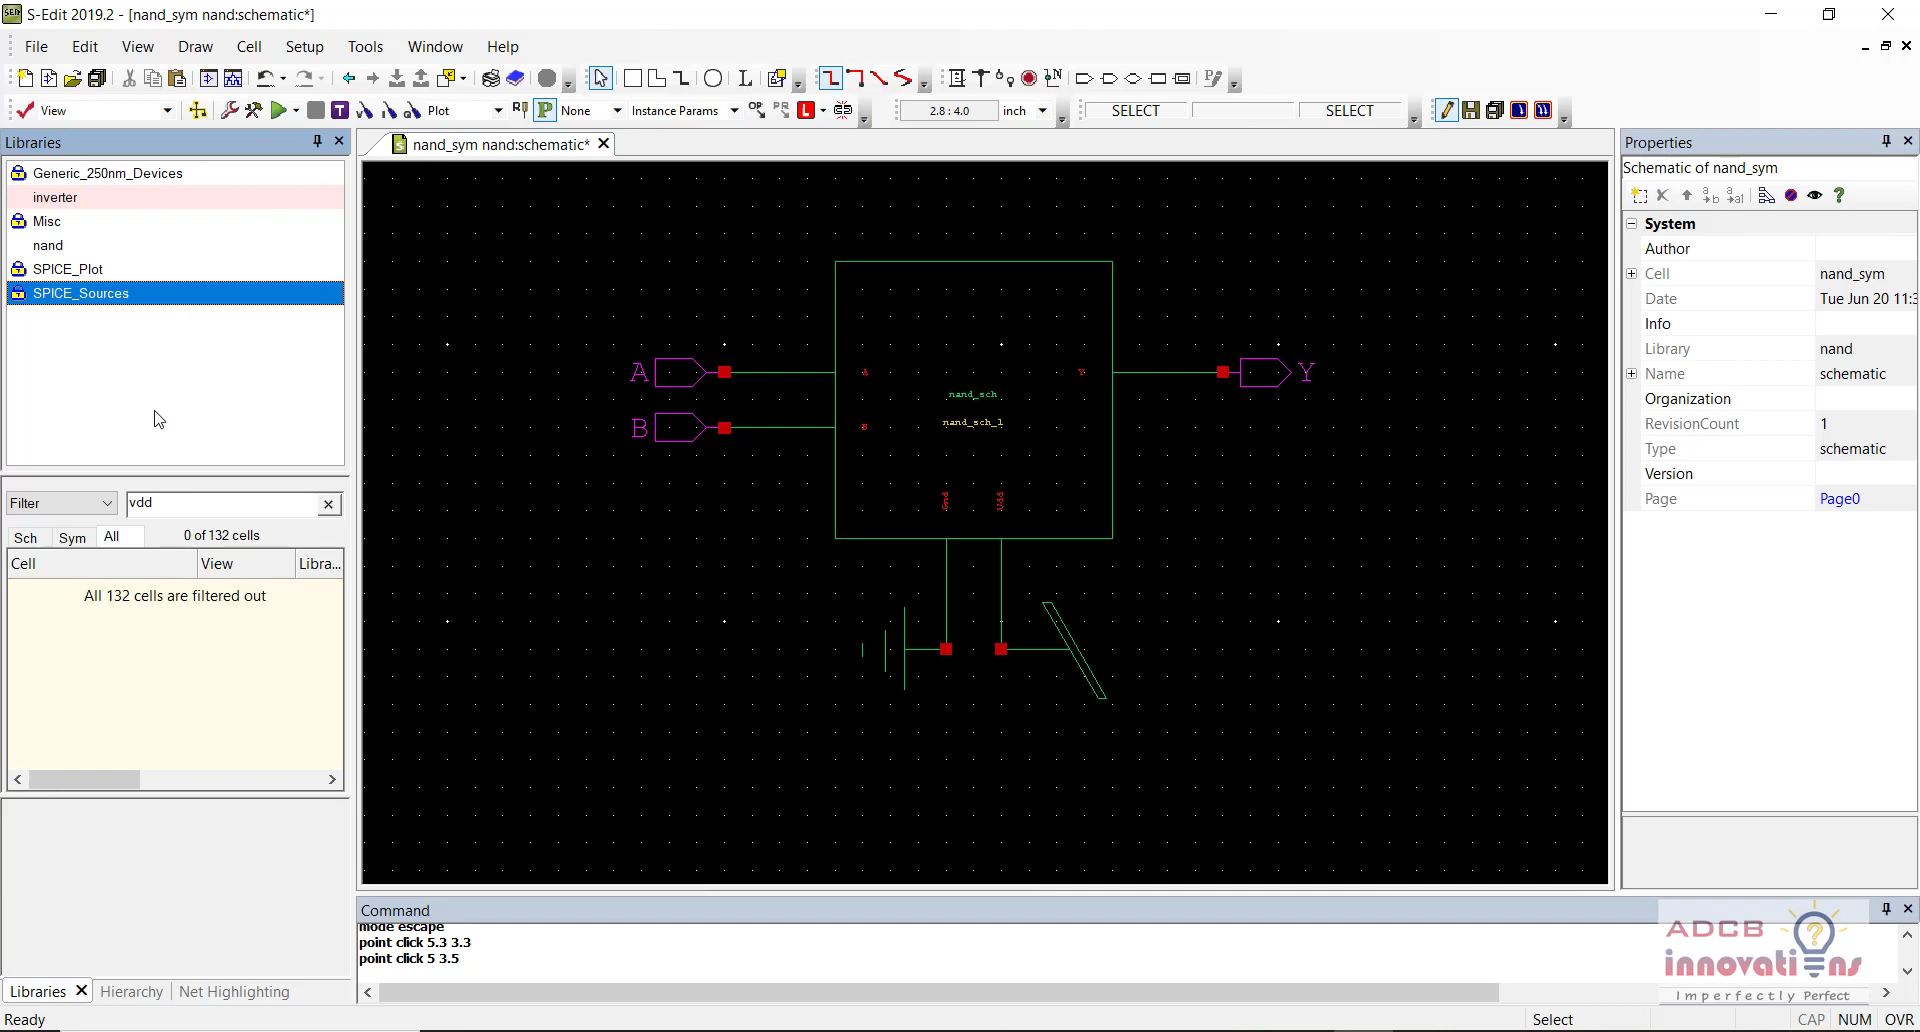 S-Edit 2019.2 - [nand_sym nand:schematic*]
File Edit View Draw Cell Setup Tools Window Help
View Plot None Instance Params 2.8 : 4.0 inch SELECT SELECT
Libraries
nand_sym nand:schematic*
Properties
Generic_250nm_Devices
inverter
Misc
nand
SPICE_Plot
SPICE_Sources
Filter vdd
Sch Sym All 0 of 132 cells
Cell View Libra...
All 132 cells are filtered out
A
B
Y
A
B
Y
nand_sch
nand_sch_1
Gnd
Vdd
Schematic of nand_sym
System
Author
Cell nand_sym
Date Tue Jun 20 11:3
Info
Library nand
Name schematic
Organization
RevisionCount 1
Type schematic
Version
Page Page0
Command
mode escape
point click 5.3 3.3
point click 5 3.5
ADCB
innovations
Imperfectly Perfect
Libraries Hierarchy Net Highlighting
Ready Select CAP NUM OVR